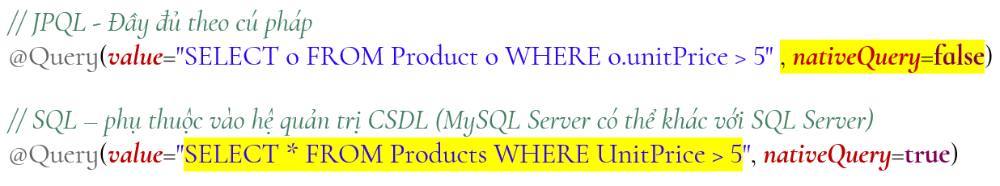 // JPQL - Đầy đủ theo cú pháp
@Query(value="SELECT o FROM Product o WHERE o.unitPrice > 5" , nativeQuery=false)
// SQL – phụ thuộc vào hệ quản trị CSDL (MySQL Server có thể khác với SQL Server)
@Query(value="SELECT * FROM Products WHERE UnitPrice > 5", nativeQuery=true)